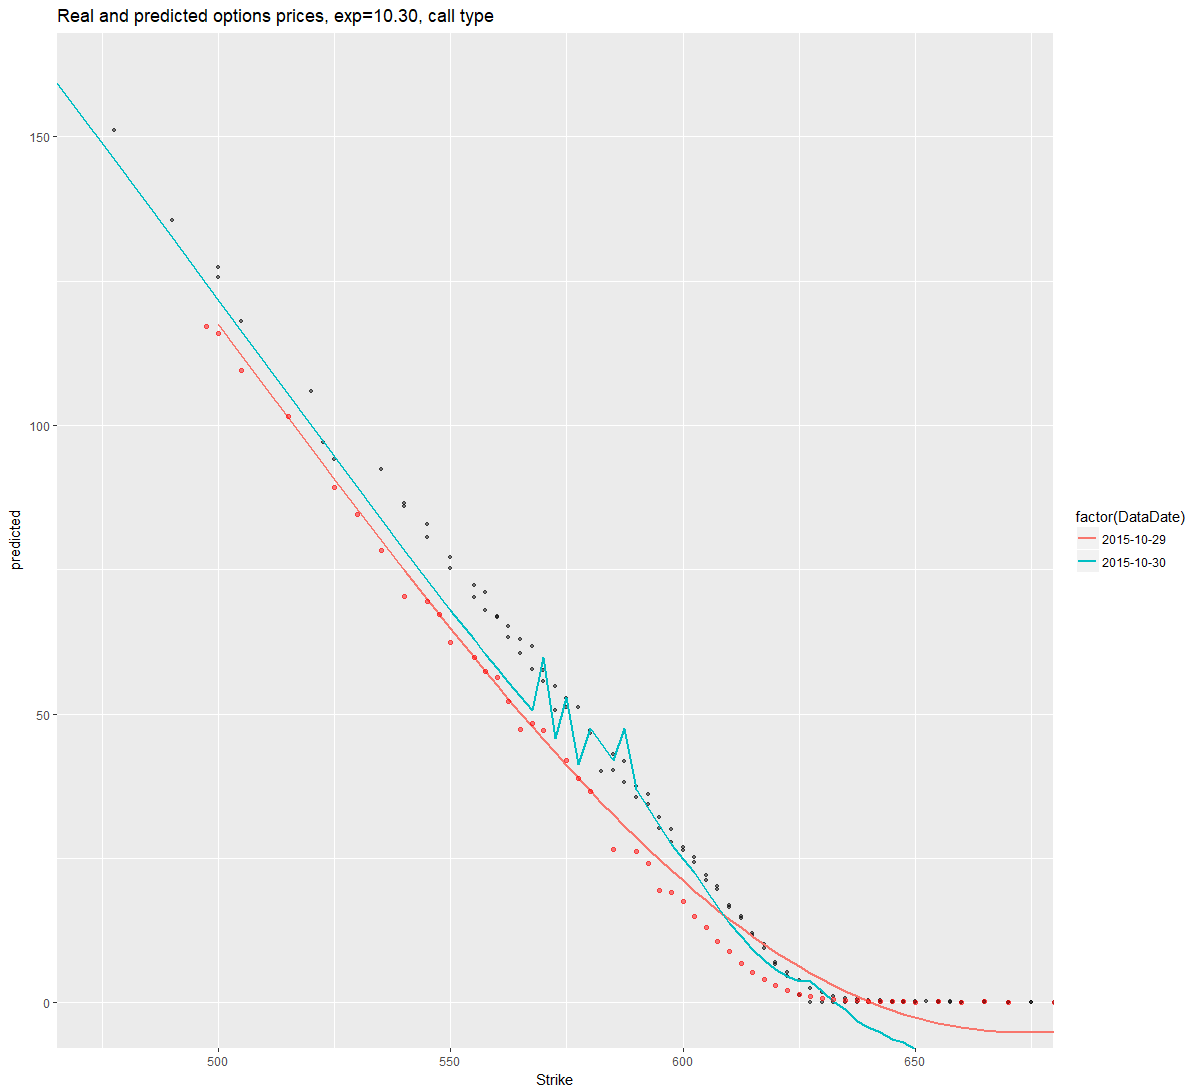 Real and predicted options prices, exp=10.30, call type
150
100
50
0
predicted
500
550
600
650
Strike
factor(DataDate)
2015-10-29
2015-10-30